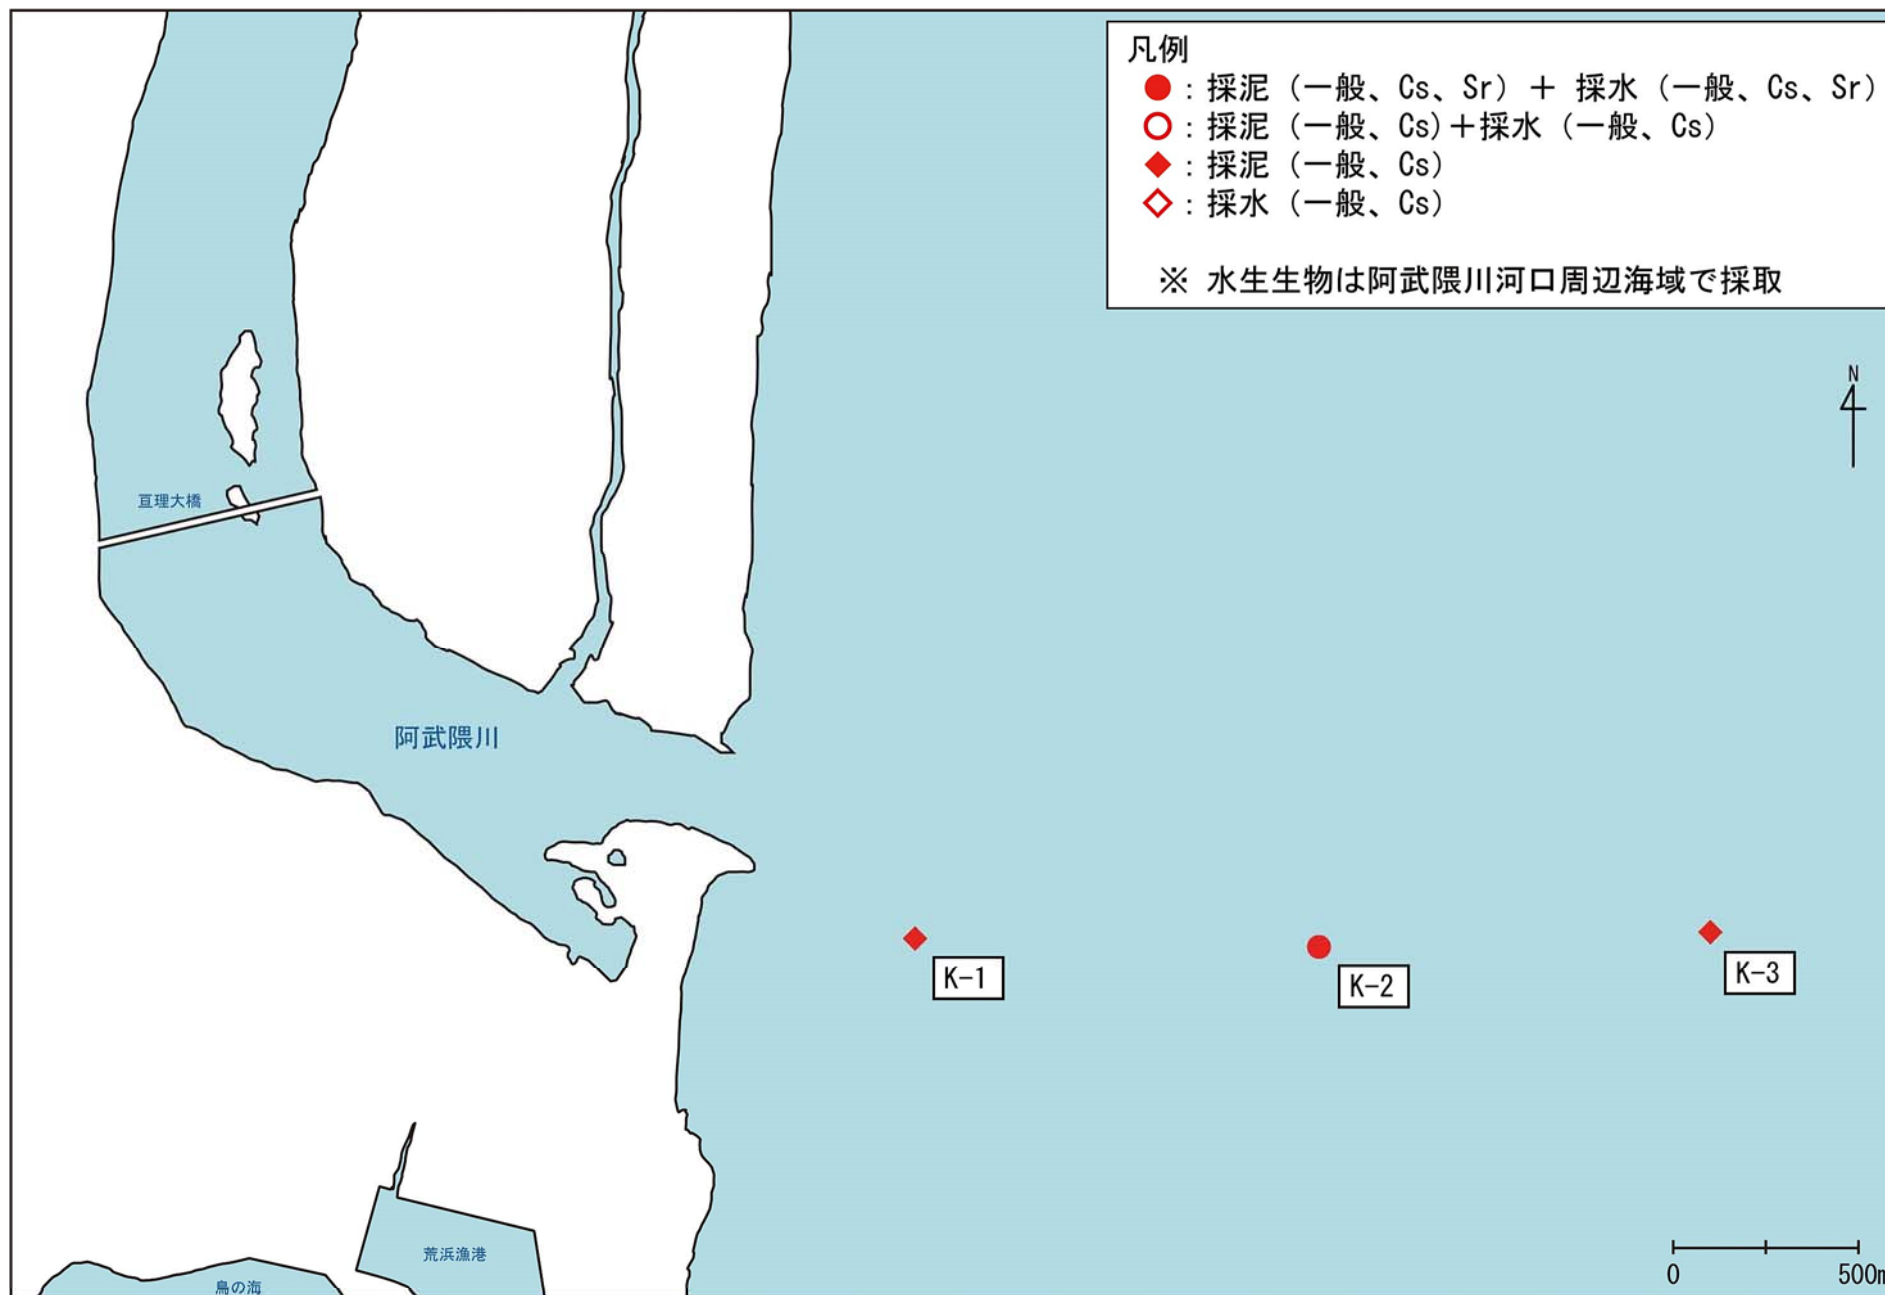 凡例
●：採泥（一般、Cs、Sr）＋ 採水（一般、Cs、Sr）
○：採泥（一般、Cs）＋採水（一般、Cs）
◆：採泥（一般、Cs）
◇：採水（一般、Cs）
※ 水生生物は阿武隈川河口周辺海域で採取
N
亘理大橋
阿武隈川
K-1
K-2
K-3
荒浜漁港
鳥の海
0 500m